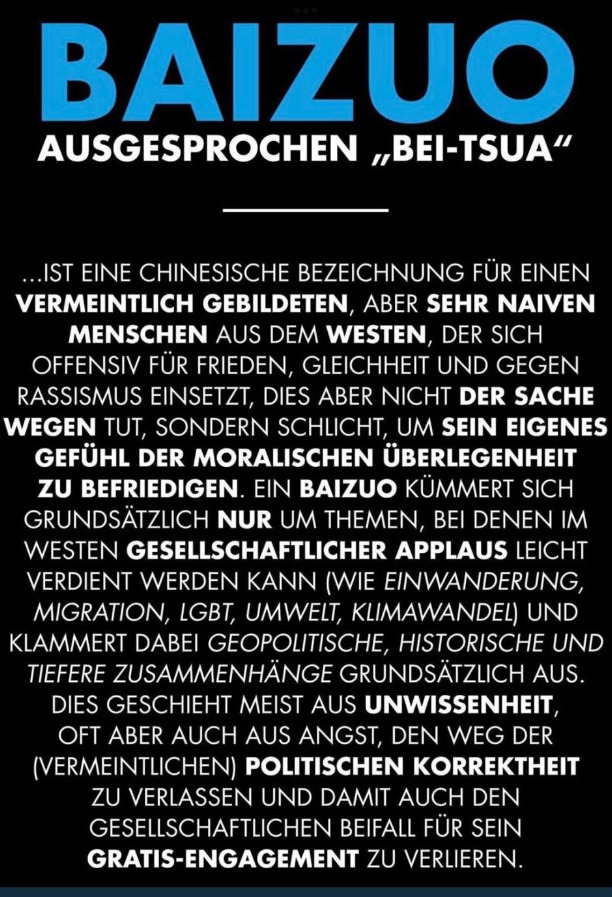 BAIZUO
AUSGESPROCHEN „BEI-TSUA“
...IST EINE CHINESISCHE BEZEICHNUNG FÜR EINEN
VERMEINTLICH GEBILDETEN, ABER SEHR NAIVEN
MENSCHEN AUS DEM WESTEN, DER SICH
OFFENSIV FÜR FRIEDEN, GLEICHHEIT UND GEGEN
RASSISMUS EINSETZT, DIES ABER NICHT DER SACHE
WEGEN TUT, SONDERN SCHLICHT, UM SEIN EIGENES
GEFÜHL DER MORALISCHEN ÜBERLEGENHEIT
ZU BEFRIEDIGEN. EIN BAIZUO KÜMMERT SICH
GRUNDSÄTZLICH NUR UM THEMEN, BEI DENEN IM
WESTEN GESELLSCHAFTLICHER APPLAUS LEICHT
VERDIENT WERDEN KANN (WIE EINWANDERUNG,
MIGRATION, LGBT, UMWELT, KLIMAWANDEL) UND
KLAMMERT DABEI GEOPOLITISCHE, HISTORISCHE UND
TIEFERE ZUSAMMENHÄNGE GRUNDSÄTZLICH AUS.
DIES GESCHIEHT MEIST AUS UNWISSENHEIT,
OFT ABER AUCH AUS ANGST, DEN WEG DER
(VERMEINTLICHEN) POLITISCHEN KORREKTHEIT
ZU VERLASSEN UND DAMIT AUCH DEN
GESELLSCHAFTLICHEN BEIFALL FÜR SEIN
GRATIS-ENGAGEMENT ZU VERLIEREN.